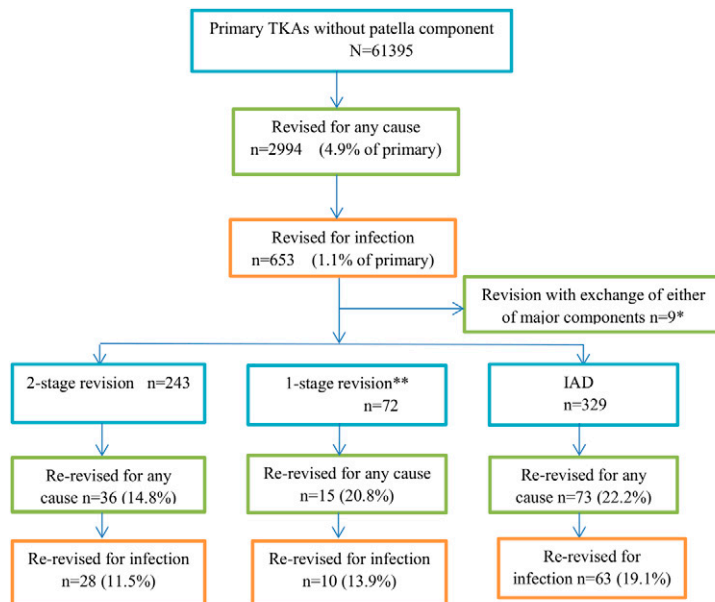 Primary TKAs without patella component
N=61395
Revised for any cause
n=2994 (4.9% of primary)
Revised for infection
n=653 (1.1% of primary)
Revision with exchange of either
of major components n=9*
2-stage revision n=243
1-stage revision**
n=72
IAD
n=329
Re-revised for any
cause n=36 (14.8%)
Re-revised for any cause
n=15 (20.8%)
Re-revised for any
cause n=73 (22.2%)
Re-revised for infection
n=28 (11.5%)
Re-revised for infection
n=10 (13.9%)
Re-revised for
infection n=63 (19.1%)